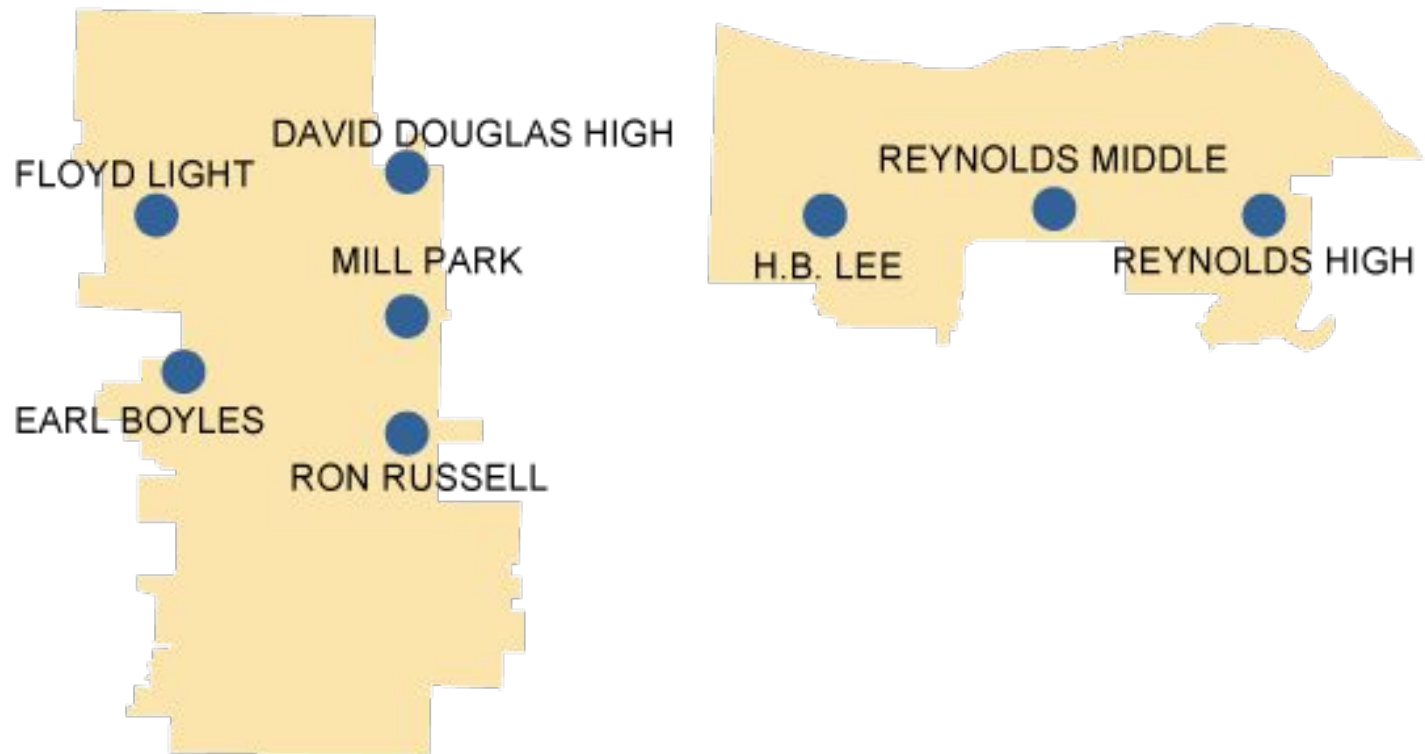 DAVID DOUGLAS HIGH
FLOYD LIGHT
MILL PARK
EARL BOYLES
RON RUSSELL
REYNOLDS MIDDLE
H.B. LEE
REYNOLDS HIGH